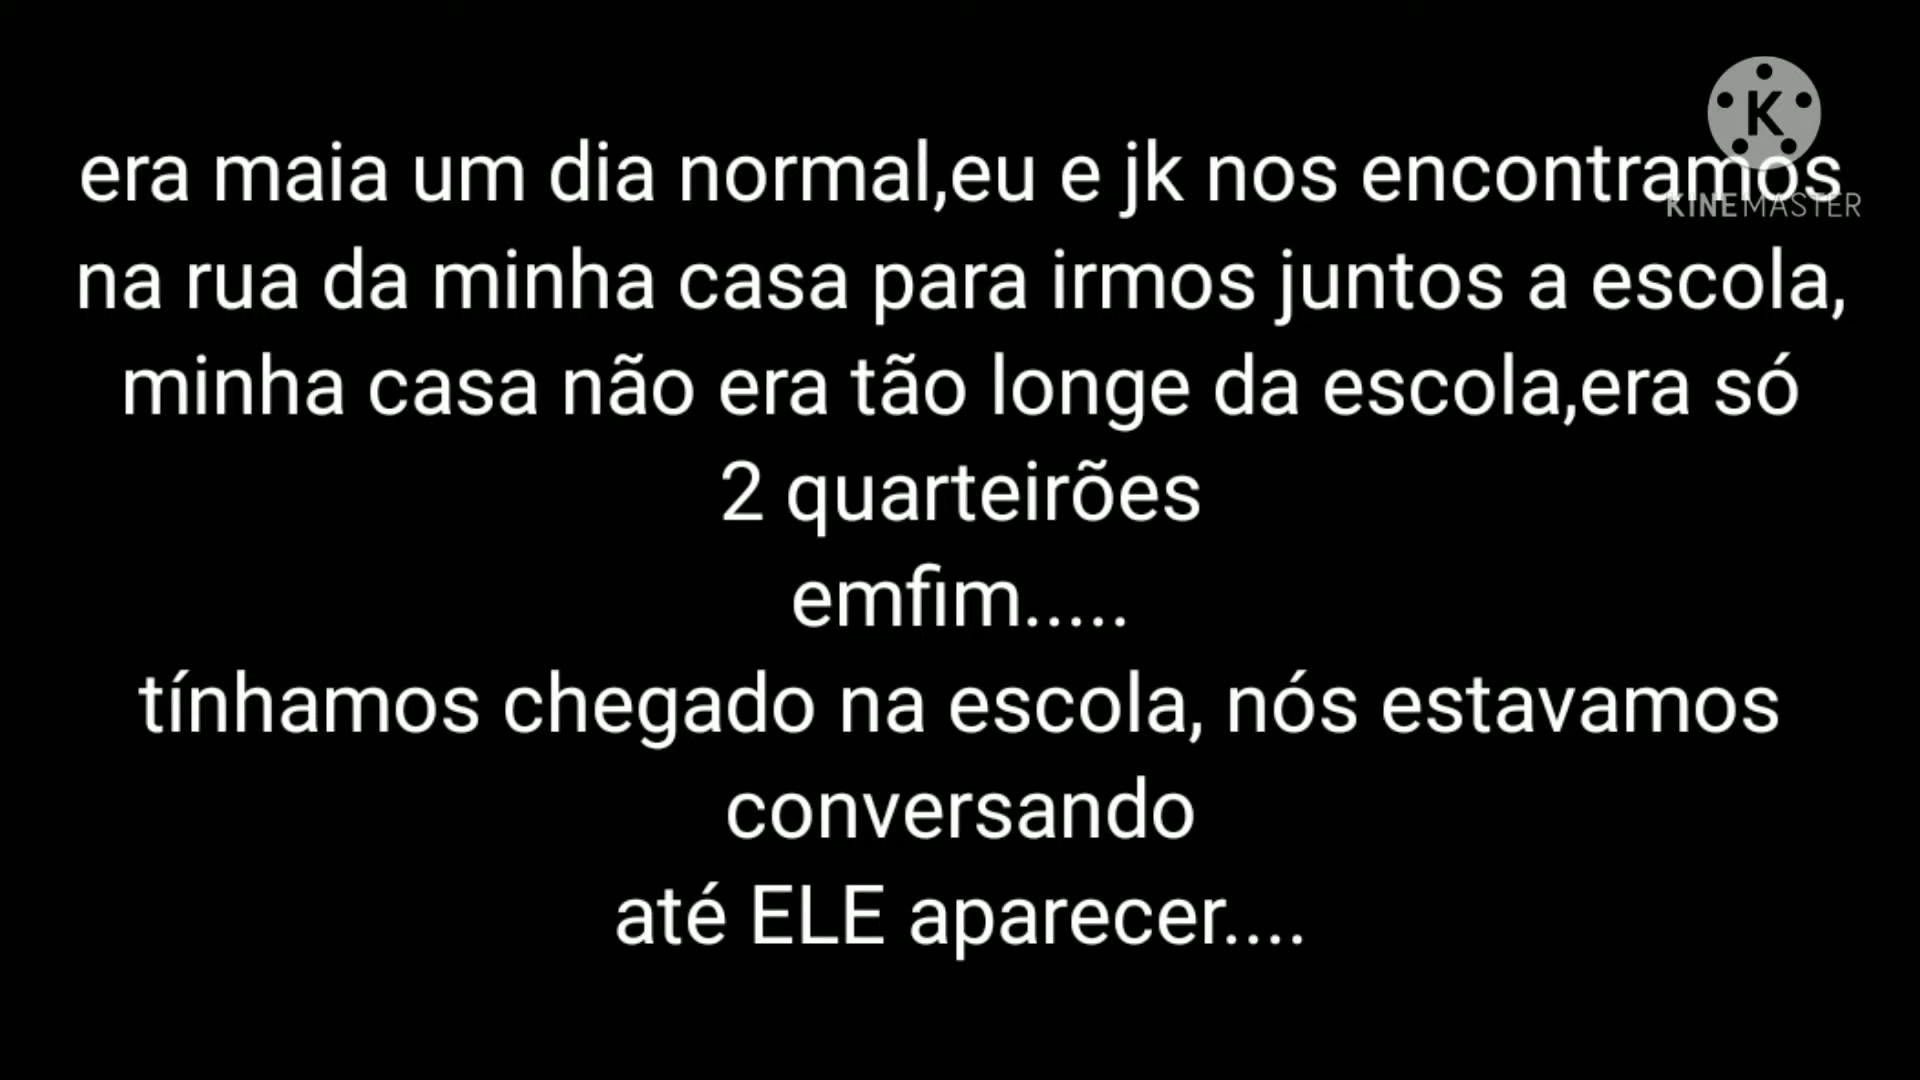 K
KINEMASTER
era maia um dia normal,eu e jk nos encontramos
na rua da minha casa para irmos juntos a escola,
minha casa não era tão longe da escola,era só
2 quarteirões
emfim.....
tínhamos chegado na escola, nós estavamos
conversando
até ELE aparecer....